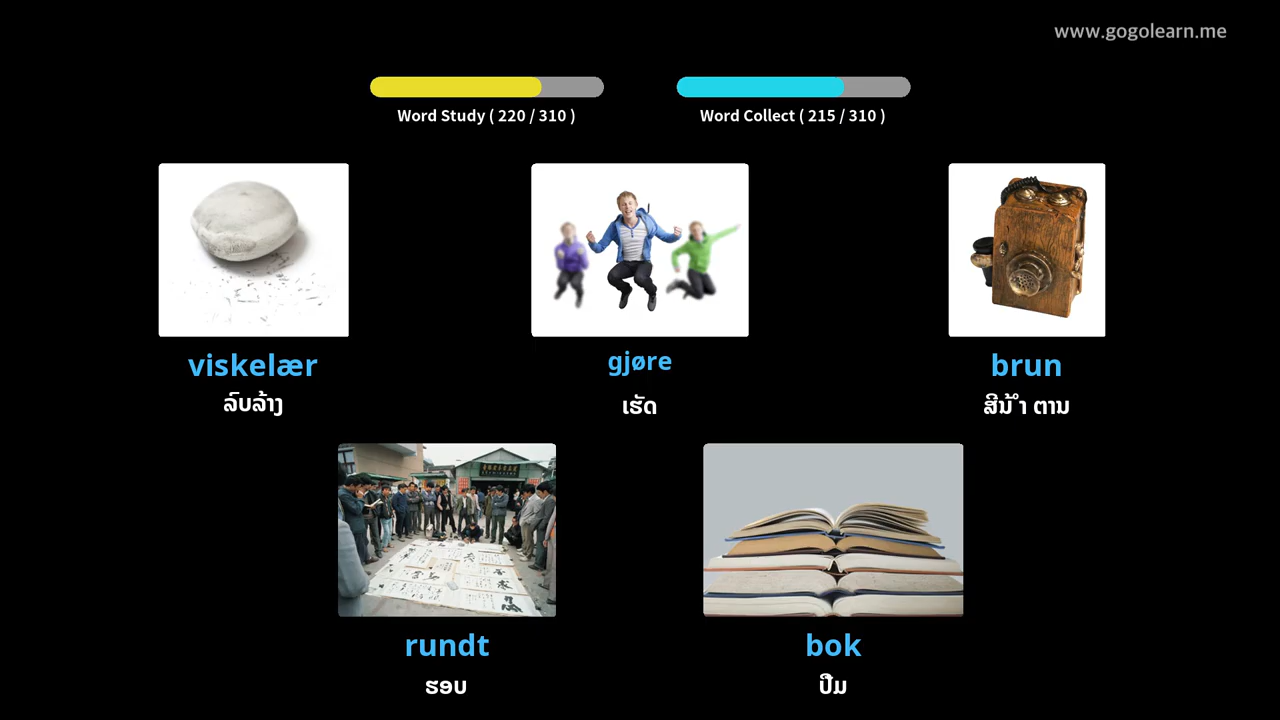 www.gogolearn.me
Word Study ( 220 / 310 )
Word Collect ( 215 / 310 )
viskelær
gjøre
brun
ລົບລ້າງ
ເຮັດ
ສີນ້ຳ ຕານ
rundt
bok
ຮອບ
ປຶ້ມ